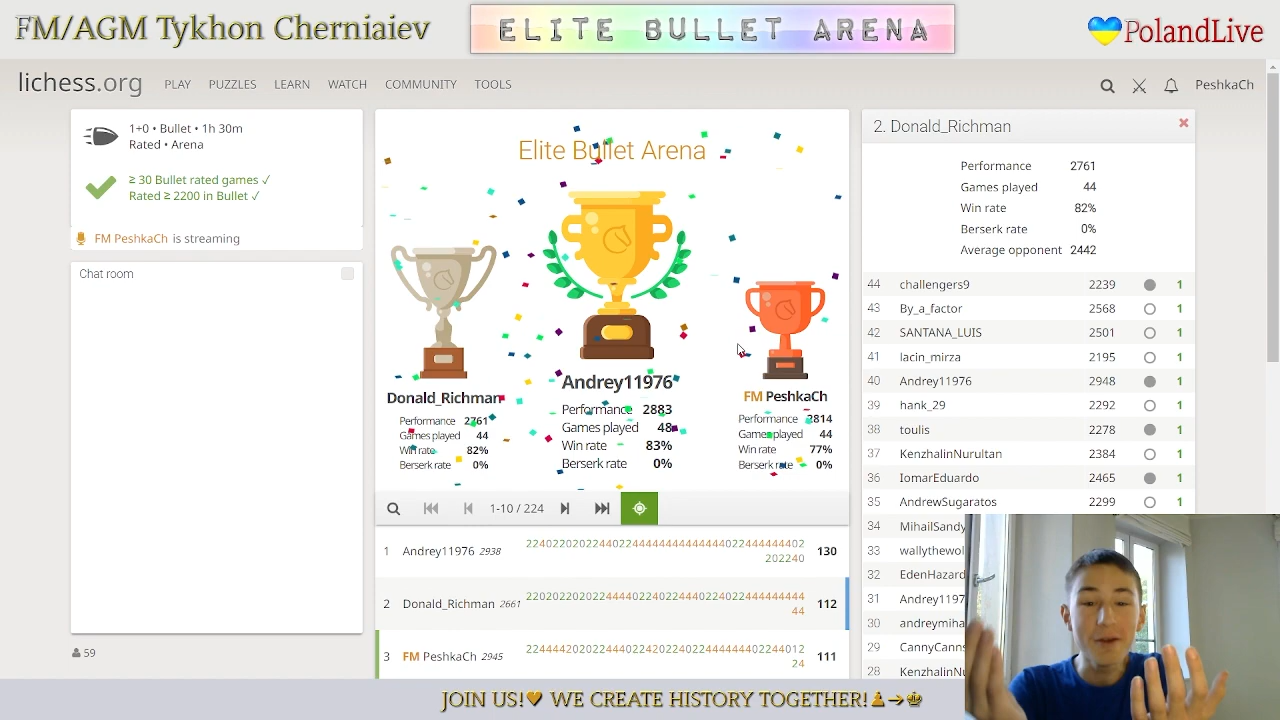 FM/AGM Tykhon Cherniaiev
ELITE BULLET ARENA
PolandLive
lichess.org
PLAY
PUZZLES
LEARN
WATCH
COMMUNITY
TOOLS
PeshkaCh
1+0 • Bullet • 1h 30m
Rated • Arena
≥ 30 Bullet rated games ✓
Rated ≥ 2200 in Bullet ✓
FM PeshkaCh is streaming
Chat room
59
Elite Bullet Arena
Donald_Richman
Performance 2761
Games played 44
Win rate 82%
Berserk rate 0%
Andrey11976
Performance 2883
Games played 48
Win rate 83%
Berserk rate 0%
FM PeshkaCh
Performance 2814
Games played 44
Win rate 77%
Berserk rate 0%
1-10 / 224
1 Andrey11976 2938 130
2 Donald_Richman 2661 112
3 FM PeshkaCh 2945 111
2. Donald_Richman
Performance 2761
Games played 44
Win rate 82%
Berserk rate 0%
Average opponent 2442
44 challengers9 2239 1
43 By_a_factor 2568 1
42 SANTANA_LUIS 2501 1
41 lacin_mirza 2195 1
40 Andrey11976 2948 1
39 hank_29 2292 1
38 toulis 2278 1
37 KenzhalinNurultan 2384 1
36 IomarEduardo 2465 1
35 AndrewSugaratos 2299 1
34 MihailSandy
33 wallythewol
32 EdenHazard
31 Andrey1197
30 andreymiha
29 CannyCanns
28 KenzhalinNu
JOIN US!♥ WE CREATE HISTORY TOGETHER!♟→♚